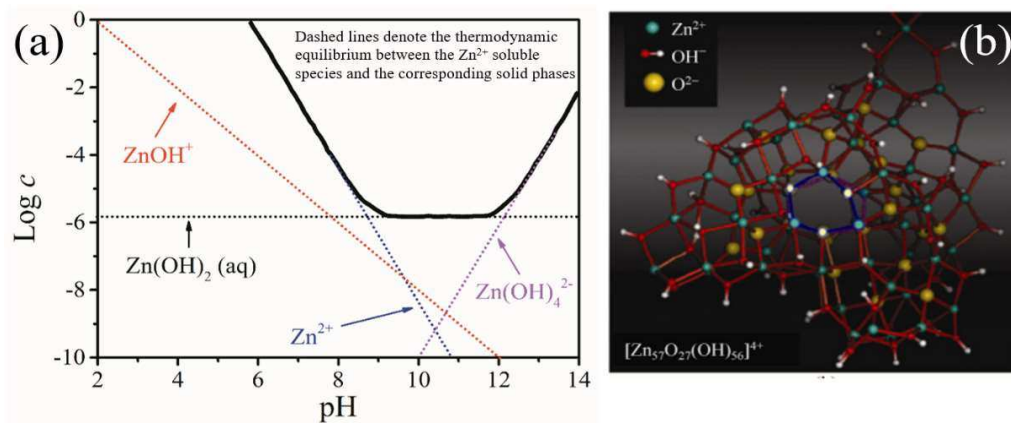 (a)
Dashed lines denote the thermodynamic
equilibrium between the Zn²⁺ soluble
species and the corresponding solid phases
0
-2
-4
-6
-8
-10
Log c
ZnOH⁺
Zn(OH)₂ (aq)
Zn²⁺
Zn(OH)₄²⁻
2
4
6
8
10
12
14
pH
(b)
Zn²⁺
OH⁻
O²⁻
[Zn₅₇O₂₇(OH)₅₆]⁴⁺